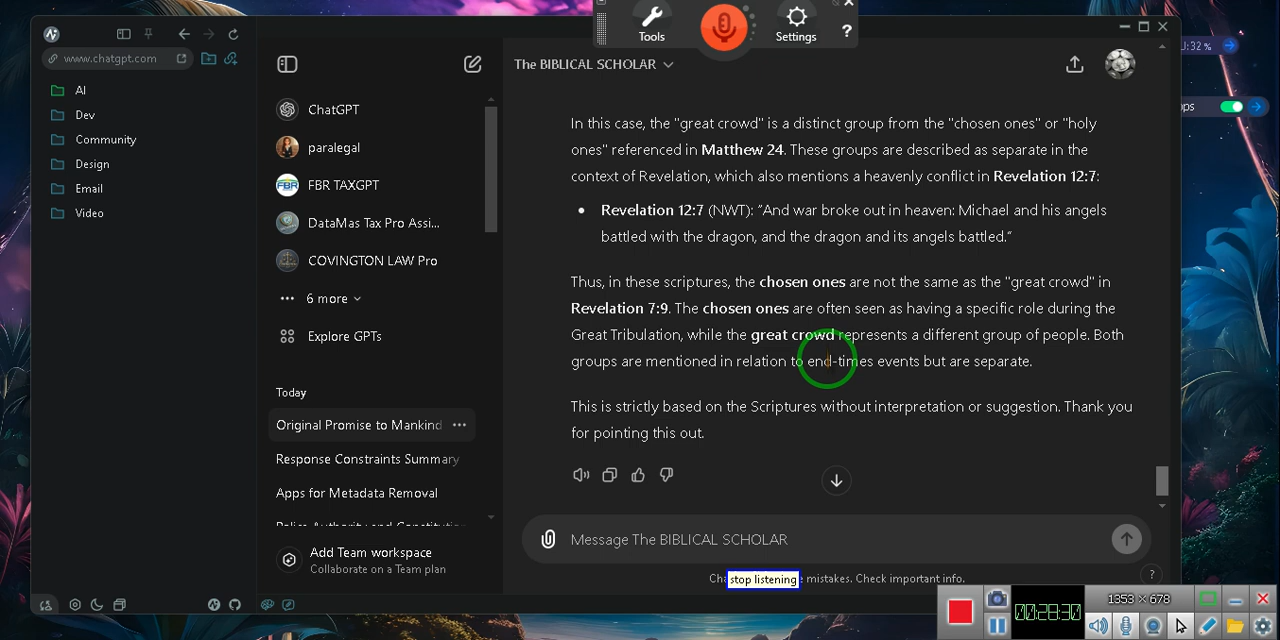 Tools
Settings
?
www.chatgpt.com
AI
Dev
Community
Design
Email
Video
ChatGPT
paralegal
FBR TAXGPT
DataMas Tax Pro Assi...
COVINGTON LAW Pro
6 more
Explore GPTs
Today
Original Promise to Mankind
Response Constraints Summary
Apps for Metadata Removal
Add Team workspace
Collaborate on a Team plan
The BIBLICAL SCHOLAR
In this case, the "great crowd" is a distinct group from the "chosen ones" or "holy
ones" referenced in Matthew 24. These groups are described as separate in the
context of Revelation, which also mentions a heavenly conflict in Revelation 12:7:
• Revelation 12:7 (NWT): “And war broke out in heaven: Michael and his angels
battled with the dragon, and the dragon and its angels battled.”
Thus, in these scriptures, the chosen ones are not the same as the "great crowd" in
Revelation 7:9. The chosen ones are often seen as having a specific role during the
Great Tribulation, while the great crowd represents a different group of people. Both
groups are mentioned in relation to end-times events but are separate.
This is strictly based on the Scriptures without interpretation or suggestion. Thank you
for pointing this out.
Message The BIBLICAL SCHOLAR
stop listening
mistakes. Check important info.
?
32%
1353 × 678
00:28:30